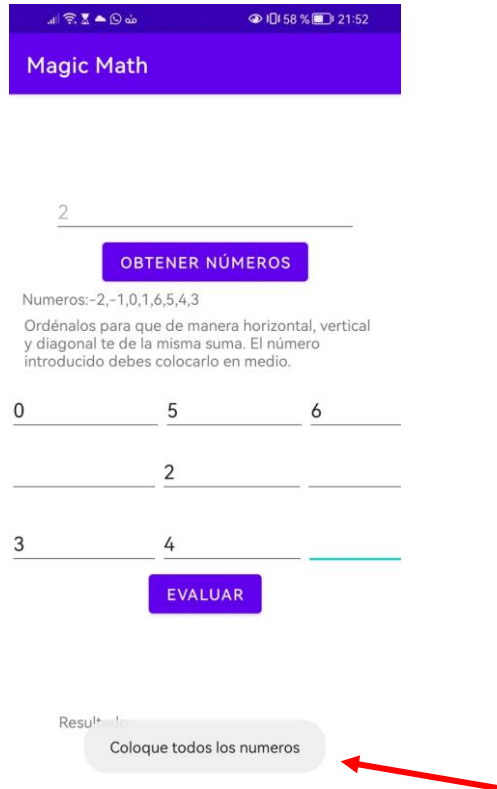 58 % 21:52
Magic Math
2
OBTENER NÚMEROS
Numeros:-2,-1,0,1,6,5,4,3
Ordénalos para que de manera horizontal, vertical
y diagonal te de la misma suma. El número
introducido debes colocarlo en medio.
0 5 6
2
3 4
EVALUAR
Resultado
Coloque todos los numeros